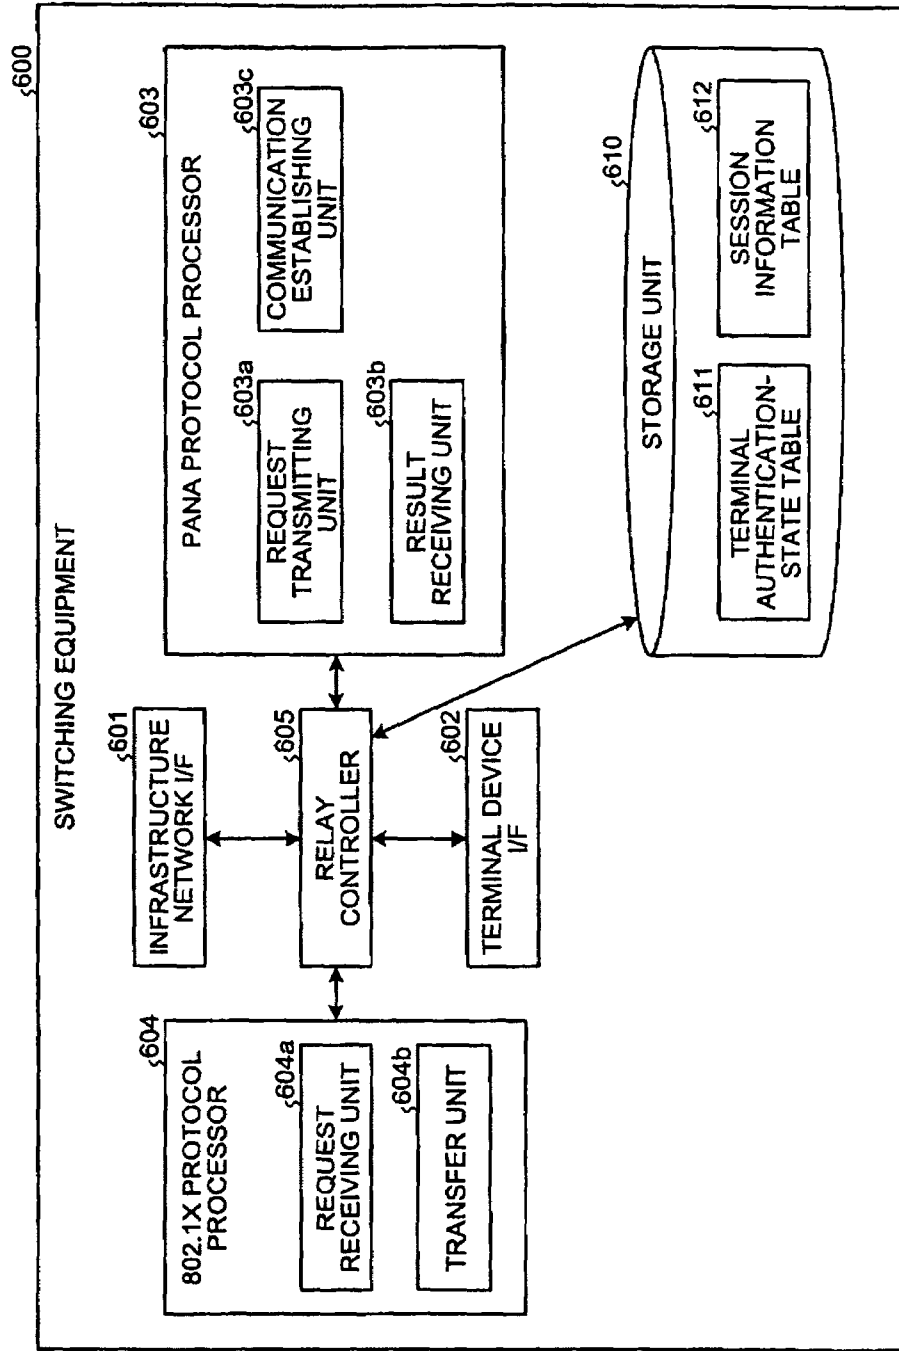 600
SWITCHING EQUIPMENT
604
802.1X PROTOCOL
PROCESSOR
604a
REQUEST
RECEIVING UNIT
604b
TRANSFER UNIT
601
INFRASTRUCTURE
NETWORK I/F
605
RELAY
CONTROLLER
602
TERMINAL DEVICE
I/F
603
PANA PROTOCOL PROCESSOR
603a
REQUEST
TRANSMITTING
UNIT
603b
RESULT
RECEIVING UNIT
603c
COMMUNICATION
ESTABLISHING
UNIT
610
STORAGE UNIT
611
TERMINAL
AUTHENTICATION-
STATE TABLE
612
SESSION
INFORMATION
TABLE